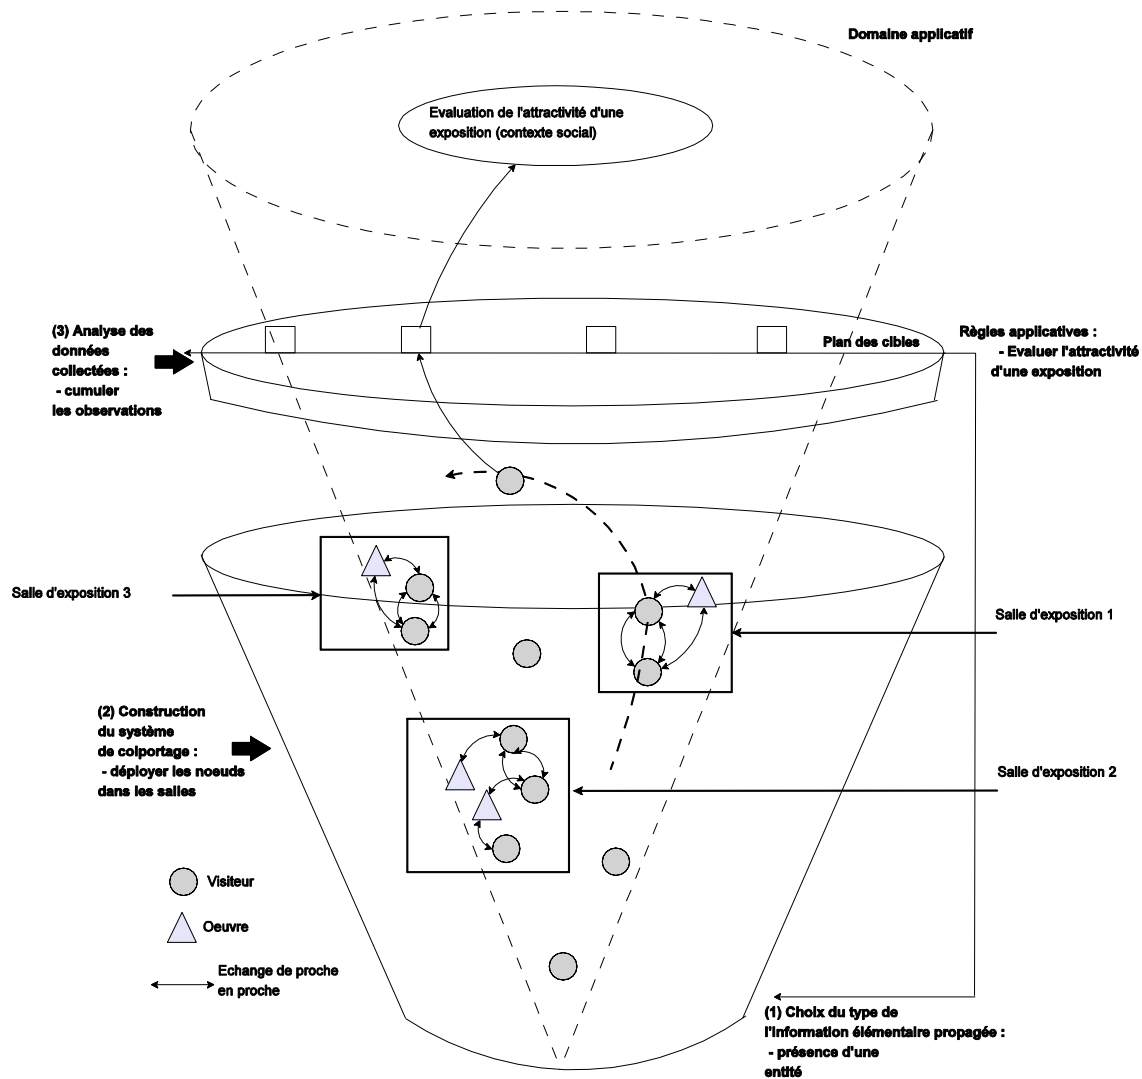 Domaine applicatif
Evaluation de l'attractivité d'une
exposition (contexte social)
(3) Analyse des
données
collectées :
- cumuler
les observations
Plan des cibles
Règles applicatives :
- Evaluer l'attractivité
d'une exposition
Salle d'exposition 3
Salle d'exposition 1
(2) Construction
du système
de colportage :
- déployer les noeuds
dans les salles
Salle d'exposition 2
Visiteur
Oeuvre
Echange de proche
en proche
(1) Choix du type de
l'information élémentaire propagée :
- présence d'une
entité